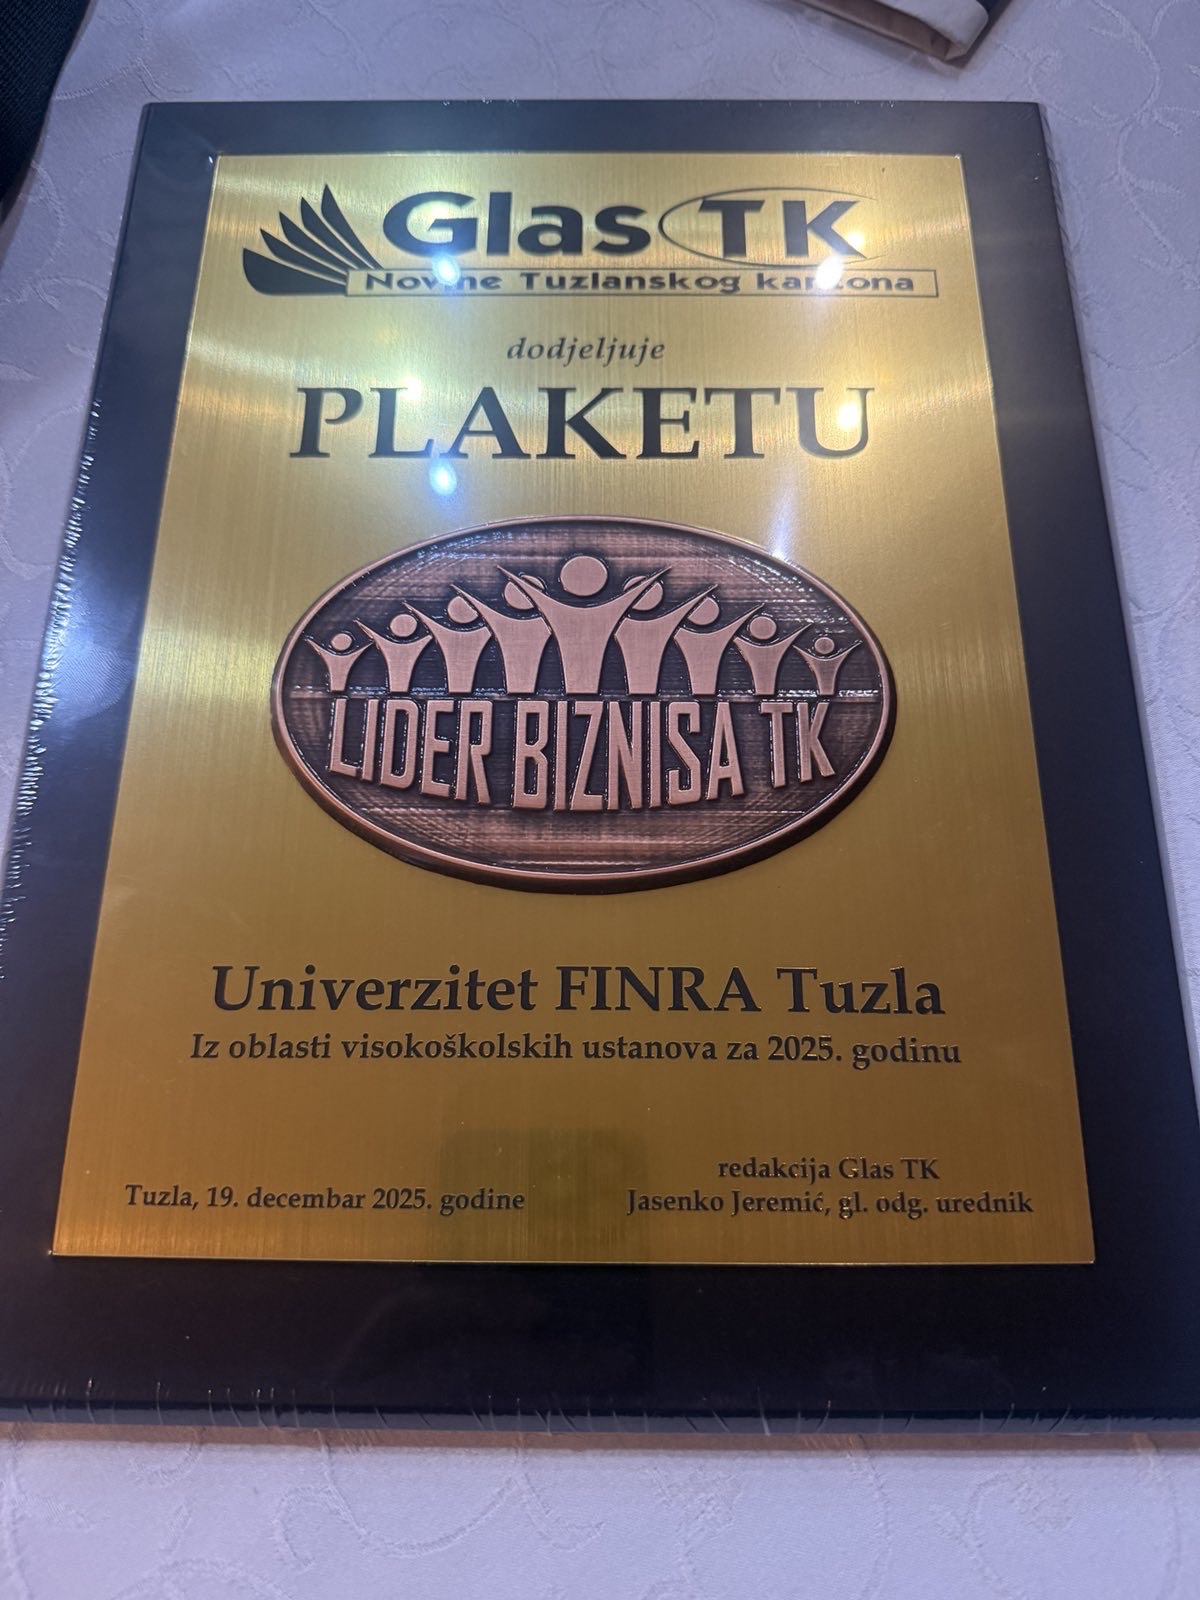 Glas TK
Novine Tuzlanskog kantona
dodjeljuje
PLAKETU
LIDER BIZNISA TK
Univerzitet FINRA Tuzla
Iz oblasti visokoškolskih ustanova za 2025. godinu
redakcija Glas TK
Tuzla, 19. decembar 2025. godine
Jasenko Jeremić, gl. odg. urednik